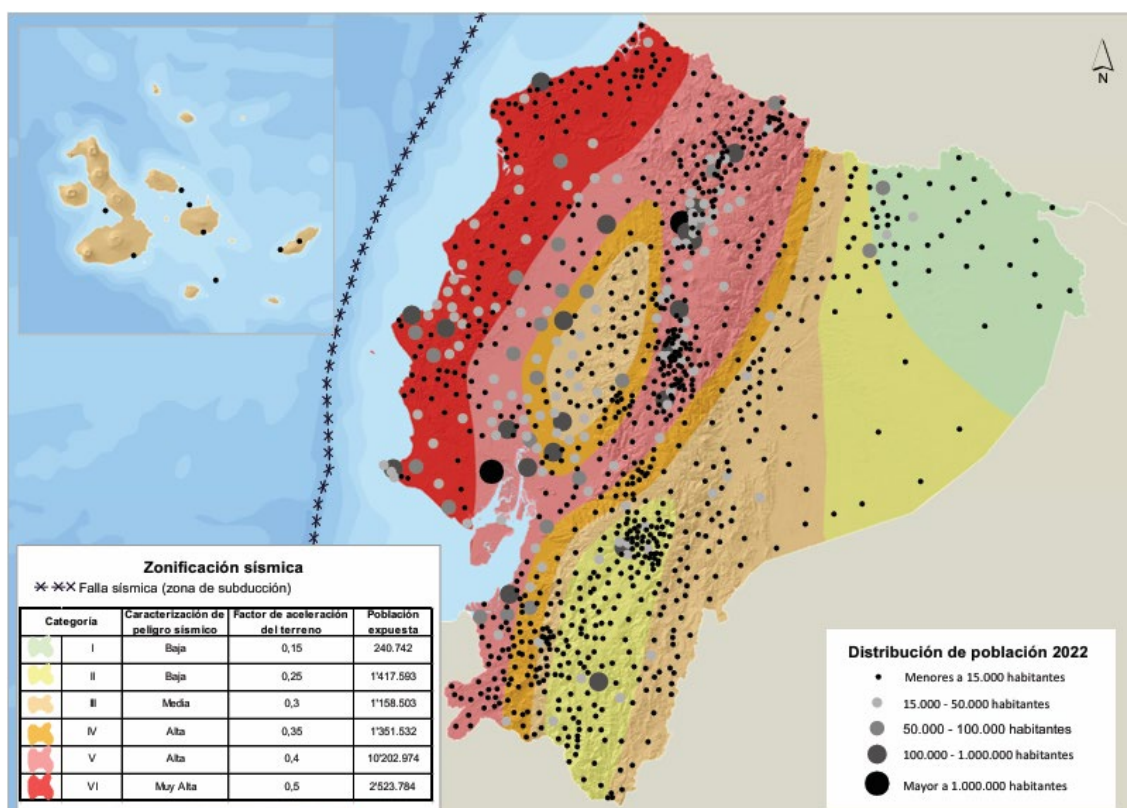 N
Zonificación sísmica
Falla sísmica (zona de subducción)
Categoría Caracterización de peligro sísmico Factor de aceleración del terreno Población expuesta
I Baja 0,15 240.742
II Baja 0,25 1'417.593
III Media 0,3 1'158.503
IV Alta 0,35 1'351.532
V Alta 0,4 10'202.974
VI Muy Alta 0,5 2'523.784
Distribución de población 2022
Menores a 15.000 habitantes
15.000 - 50.000 habitantes
50.000 - 100.000 habitantes
100.000 - 1.000.000 habitantes
Mayor a 1.000.000 habitantes